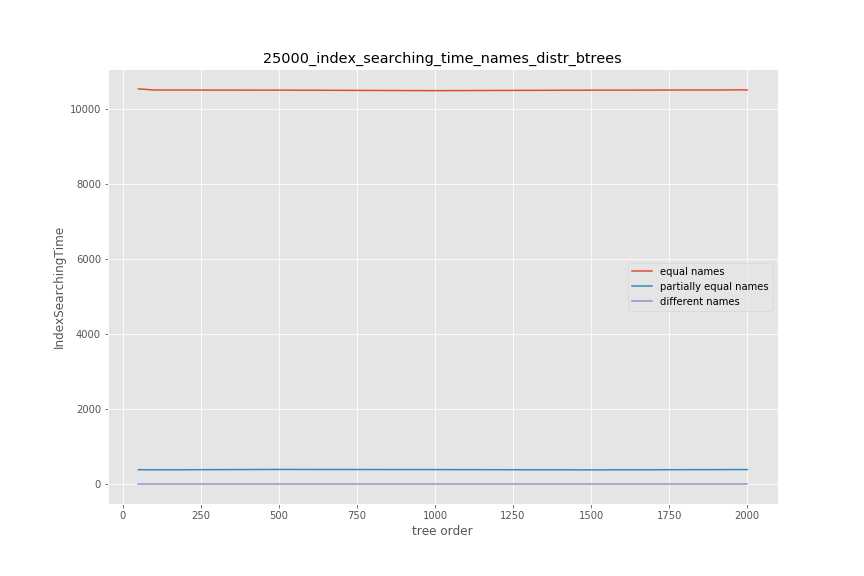 25000_index_searching_time_names_distr_btrees
IndexSearchingTime
10000
8000
6000
4000
2000
0
equal names
partially equal names
different names
0 250 500 750 1000 1250 1500 1750 2000
tree order